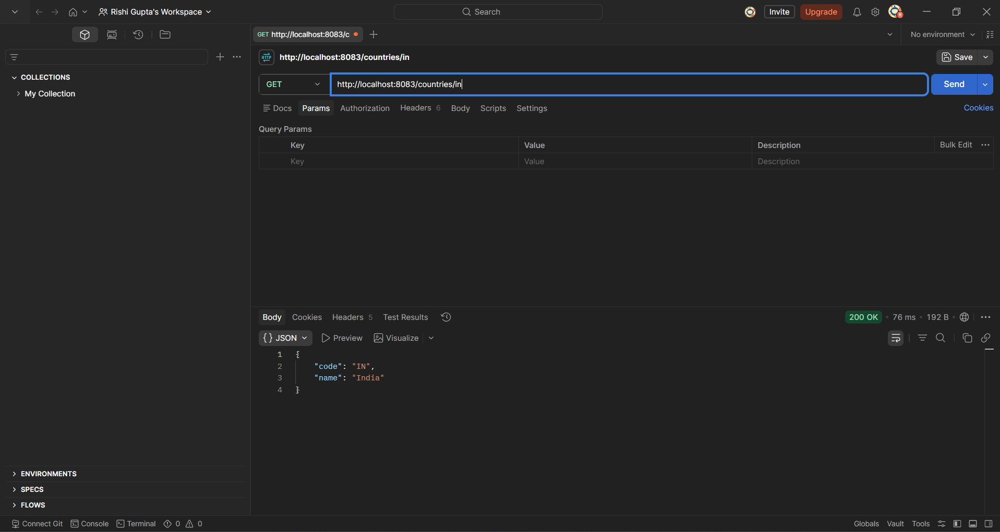 Rishi Gupta's Workspace
Search
Invite
Upgrade
GET http://localhost:8083/c
No environment
HTTP http://localhost:8083/countries/in
Save
COLLECTIONS
My Collection
GET
http://localhost:8083/countries/in
Send
Docs Params Authorization Headers 6 Body Scripts Settings
Cookies
Query Params
Key Value Description Bulk Edit
Key Value Description
Body Cookies Headers 5 Test Results
200 OK • 76 ms • 192 B
{} JSON Preview Visualize
1 {
2 "code": "IN",
3 "name": "India"
4 }
ENVIRONMENTS
SPECS
FLOWS
Connect Git Console Terminal 0 0
Globals Vault Tools